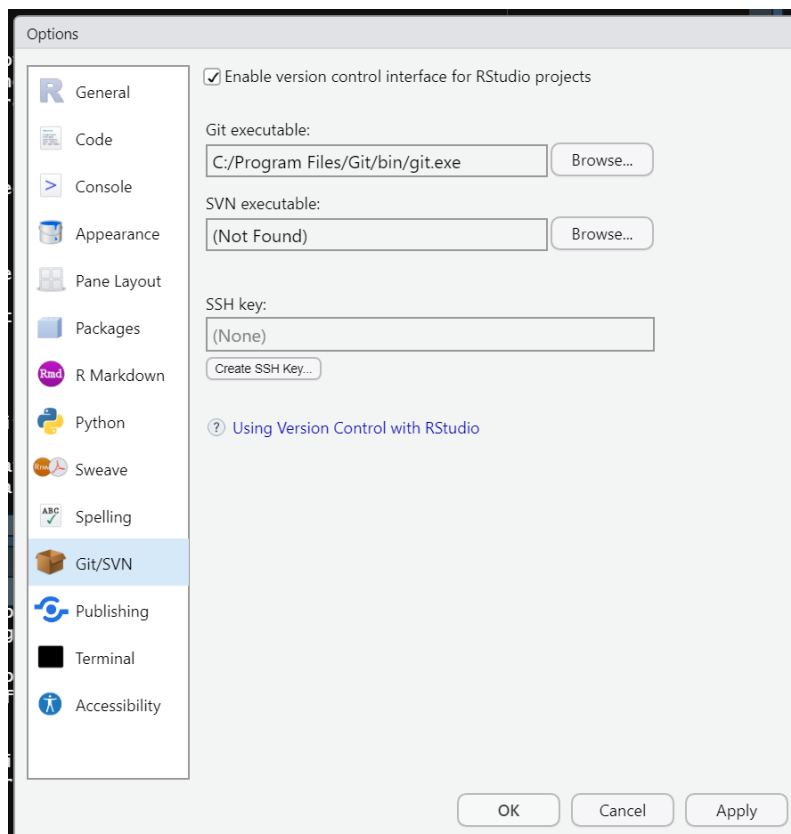 Options
General
Code
Console
Appearance
Pane Layout
Packages
Rmd R Markdown
Python
Sweave
ABC Spelling
Git/SVN
Publishing
Terminal
Accessibility
Enable version control interface for RStudio projects
Git executable:
C:/Program Files/Git/bin/git.exe Browse...
SVN executable:
(Not Found) Browse...
SSH key:
(None)
Create SSH Key...
? Using Version Control with RStudio
OK Cancel Apply